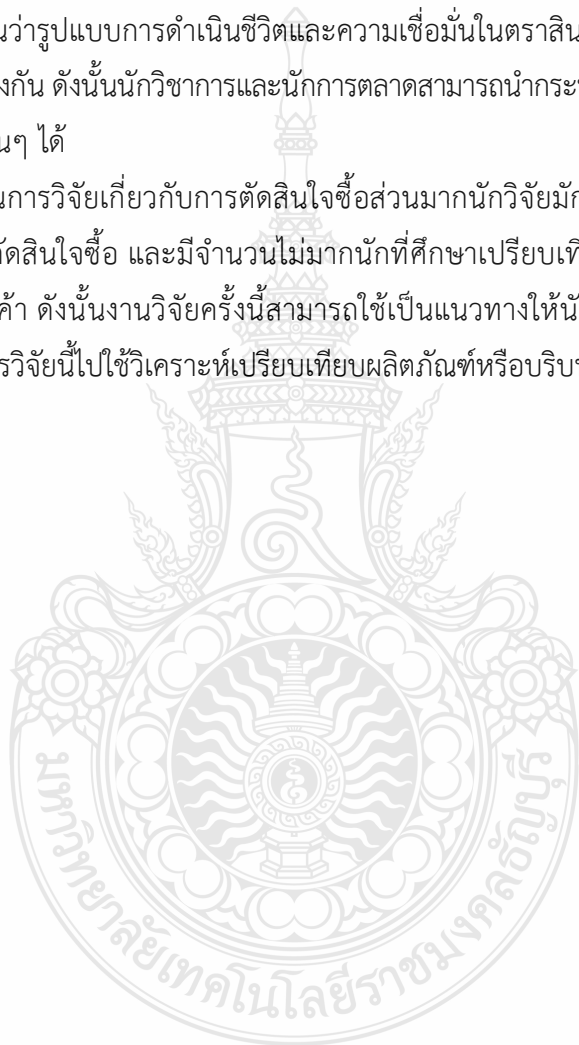 นว่ารูปแบบการดำเนินชีวิตและความเชื่อมั่นในตราสิน
งกัน ดังนั้นนักวิชาการและนักการตลาดสามารถนำกระ
นๆ ได้
นการวิจัยเกี่ยวกับการตัดสินใจซื้อส่วนมากนักวิจัยมัก
ตัดสินใจซื้อ และมีจำนวนไม่มากนักที่ศึกษาเปรียบเที
ค้า ดังนั้นงานวิจัยครั้งนี้สามารถใช้เป็นแนวทางให้นั
รวิจัยนี้ไปใช้วิเคราะห์เปรียบเทียบผลิตภัณฑ์หรือบริบ
มหาวิทยาลัยเทคโนโลยีราชมงคลธัญบุรี